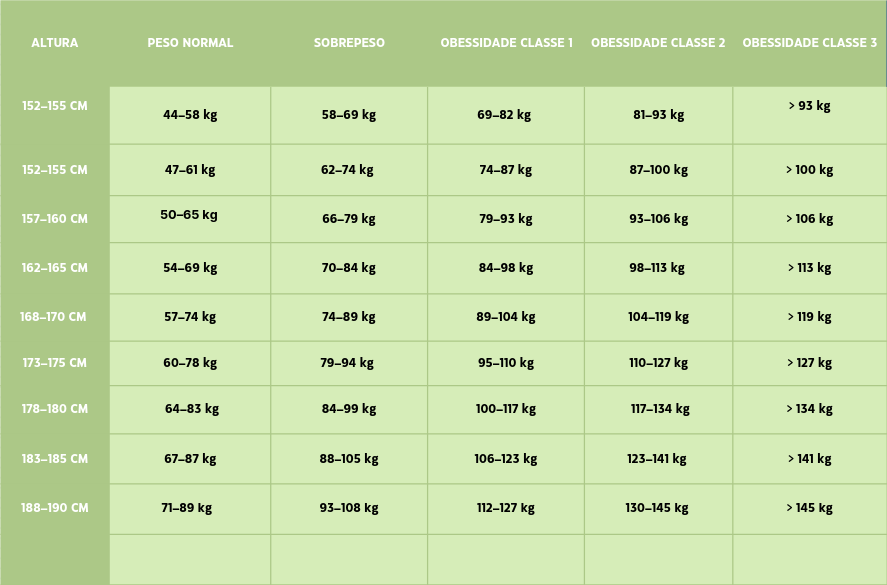 ALTURA PESO NORMAL SOBREPESO OBESSIDADE CLASSE 1 OBESSIDADE CLASSE 2 OBESSIDADE CLASSE 3
152–155 CM 44–58 kg 58–69 kg 69–82 kg 81–93 kg > 93 kg
152–155 CM 47–61 kg 62–74 kg 74–87 kg 87–100 kg > 100 kg
157–160 CM 50–65 kg 66–79 kg 79–93 kg 93–106 kg > 106 kg
162–165 CM 54–69 kg 70–84 kg 84–98 kg 98–113 kg > 113 kg
168–170 CM 57–74 kg 74–89 kg 89–104 kg 104–119 kg > 119 kg
173–175 CM 60–78 kg 79–94 kg 95–110 kg 110–127 kg > 127 kg
178–180 CM 64–83 kg 84–99 kg 100–117 kg 117–134 kg > 134 kg
183–185 CM 67–87 kg 88–105 kg 106–123 kg 123–141 kg > 141 kg
188–190 CM 71–89 kg 93–108 kg 112–127 kg 130–145 kg > 145 kg